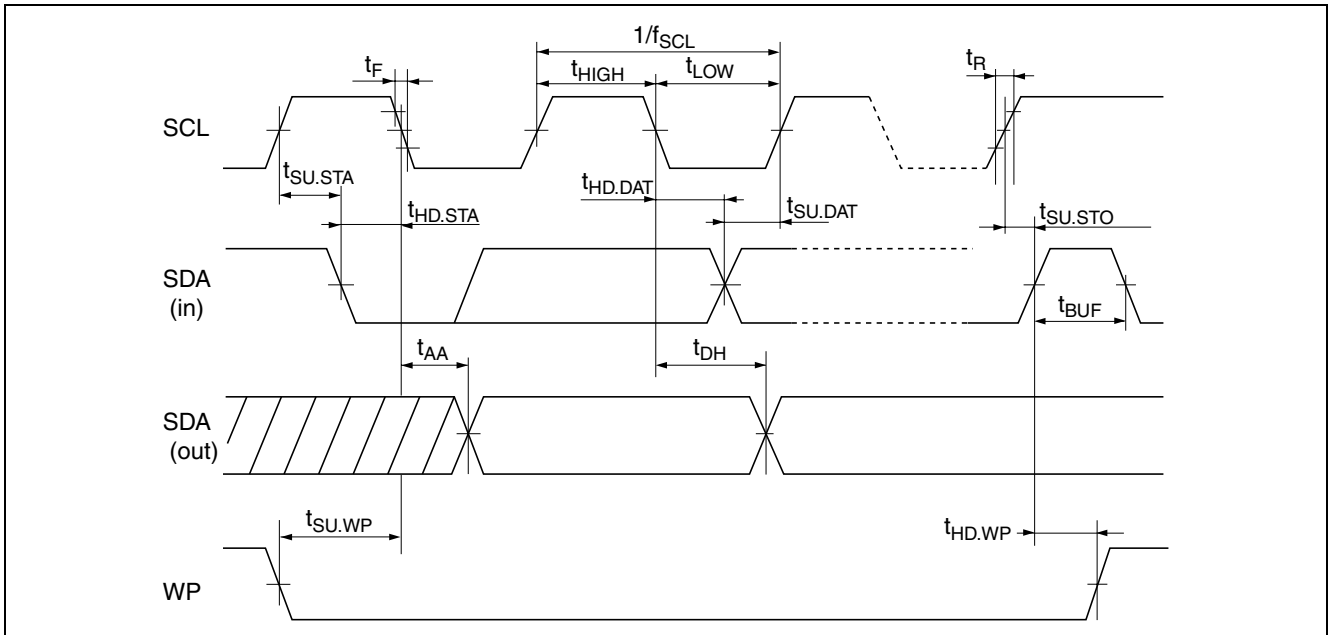 1/fSCL
tF
tHIGH
tLOW
tR
SCL
tSU.STA
tHD.DAT
tHD.STA
tSU.DAT
tSU.STO
SDA
(in)
tBUF
tAA
tDH
SDA
(out)
tSU.WP
tHD.WP
WP